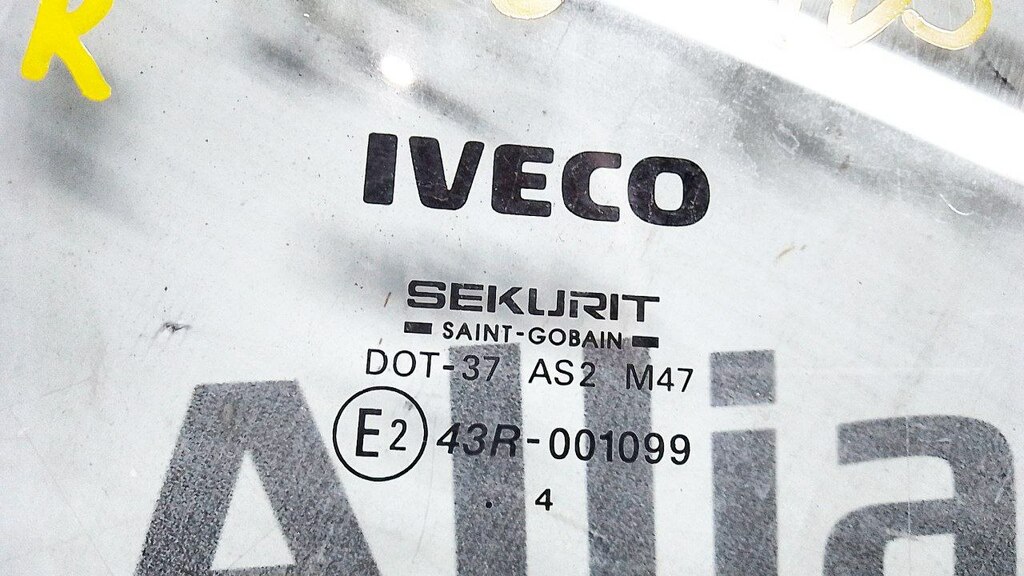 R
IVECO
SEKURIT
SAINT-GOBAIN
DOT-37 AS2 M47
E2 43R-001099
. 4
Allia